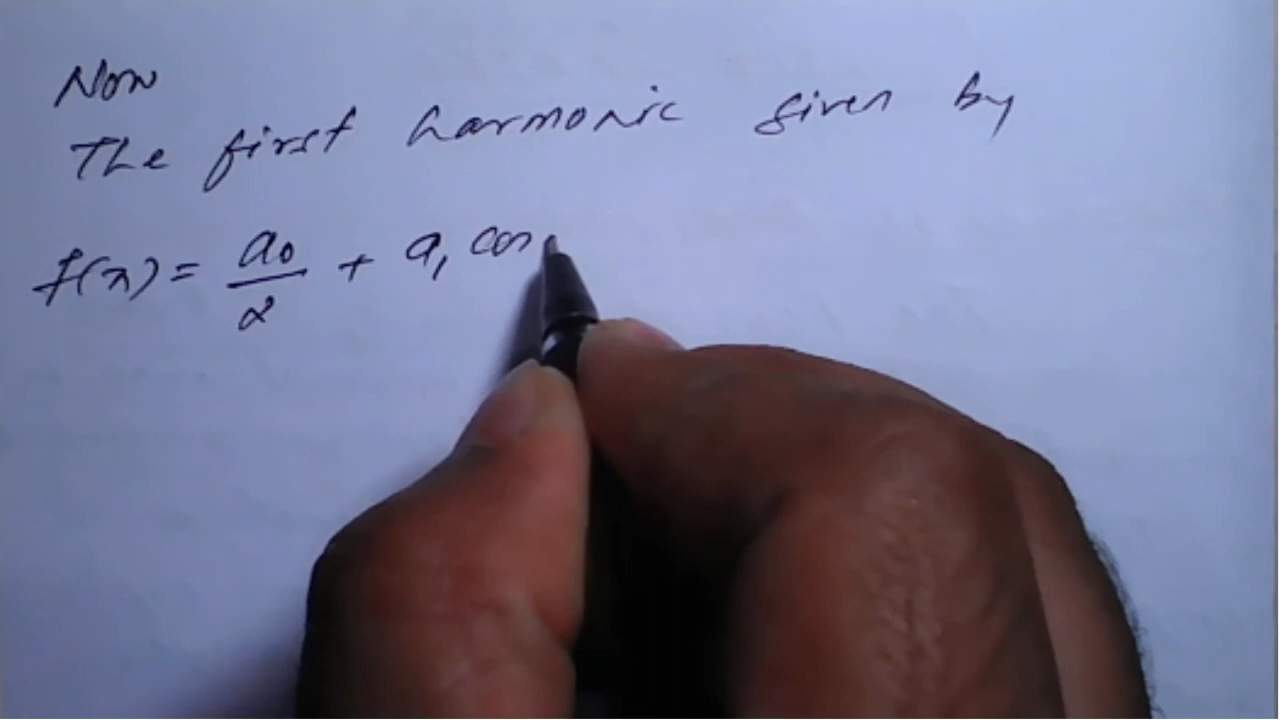 Now
The first harmonic given by
f(x) = a₀/2 + a₁ cos